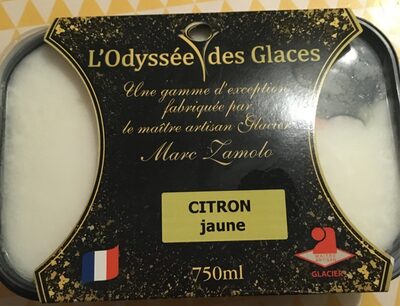 L'Odyssée des Glaces
Une gamme d'exception
fabriquée par
le maître artisan Glacier
Marc Zamolo
CITRON
jaune
GLACIER
750ml